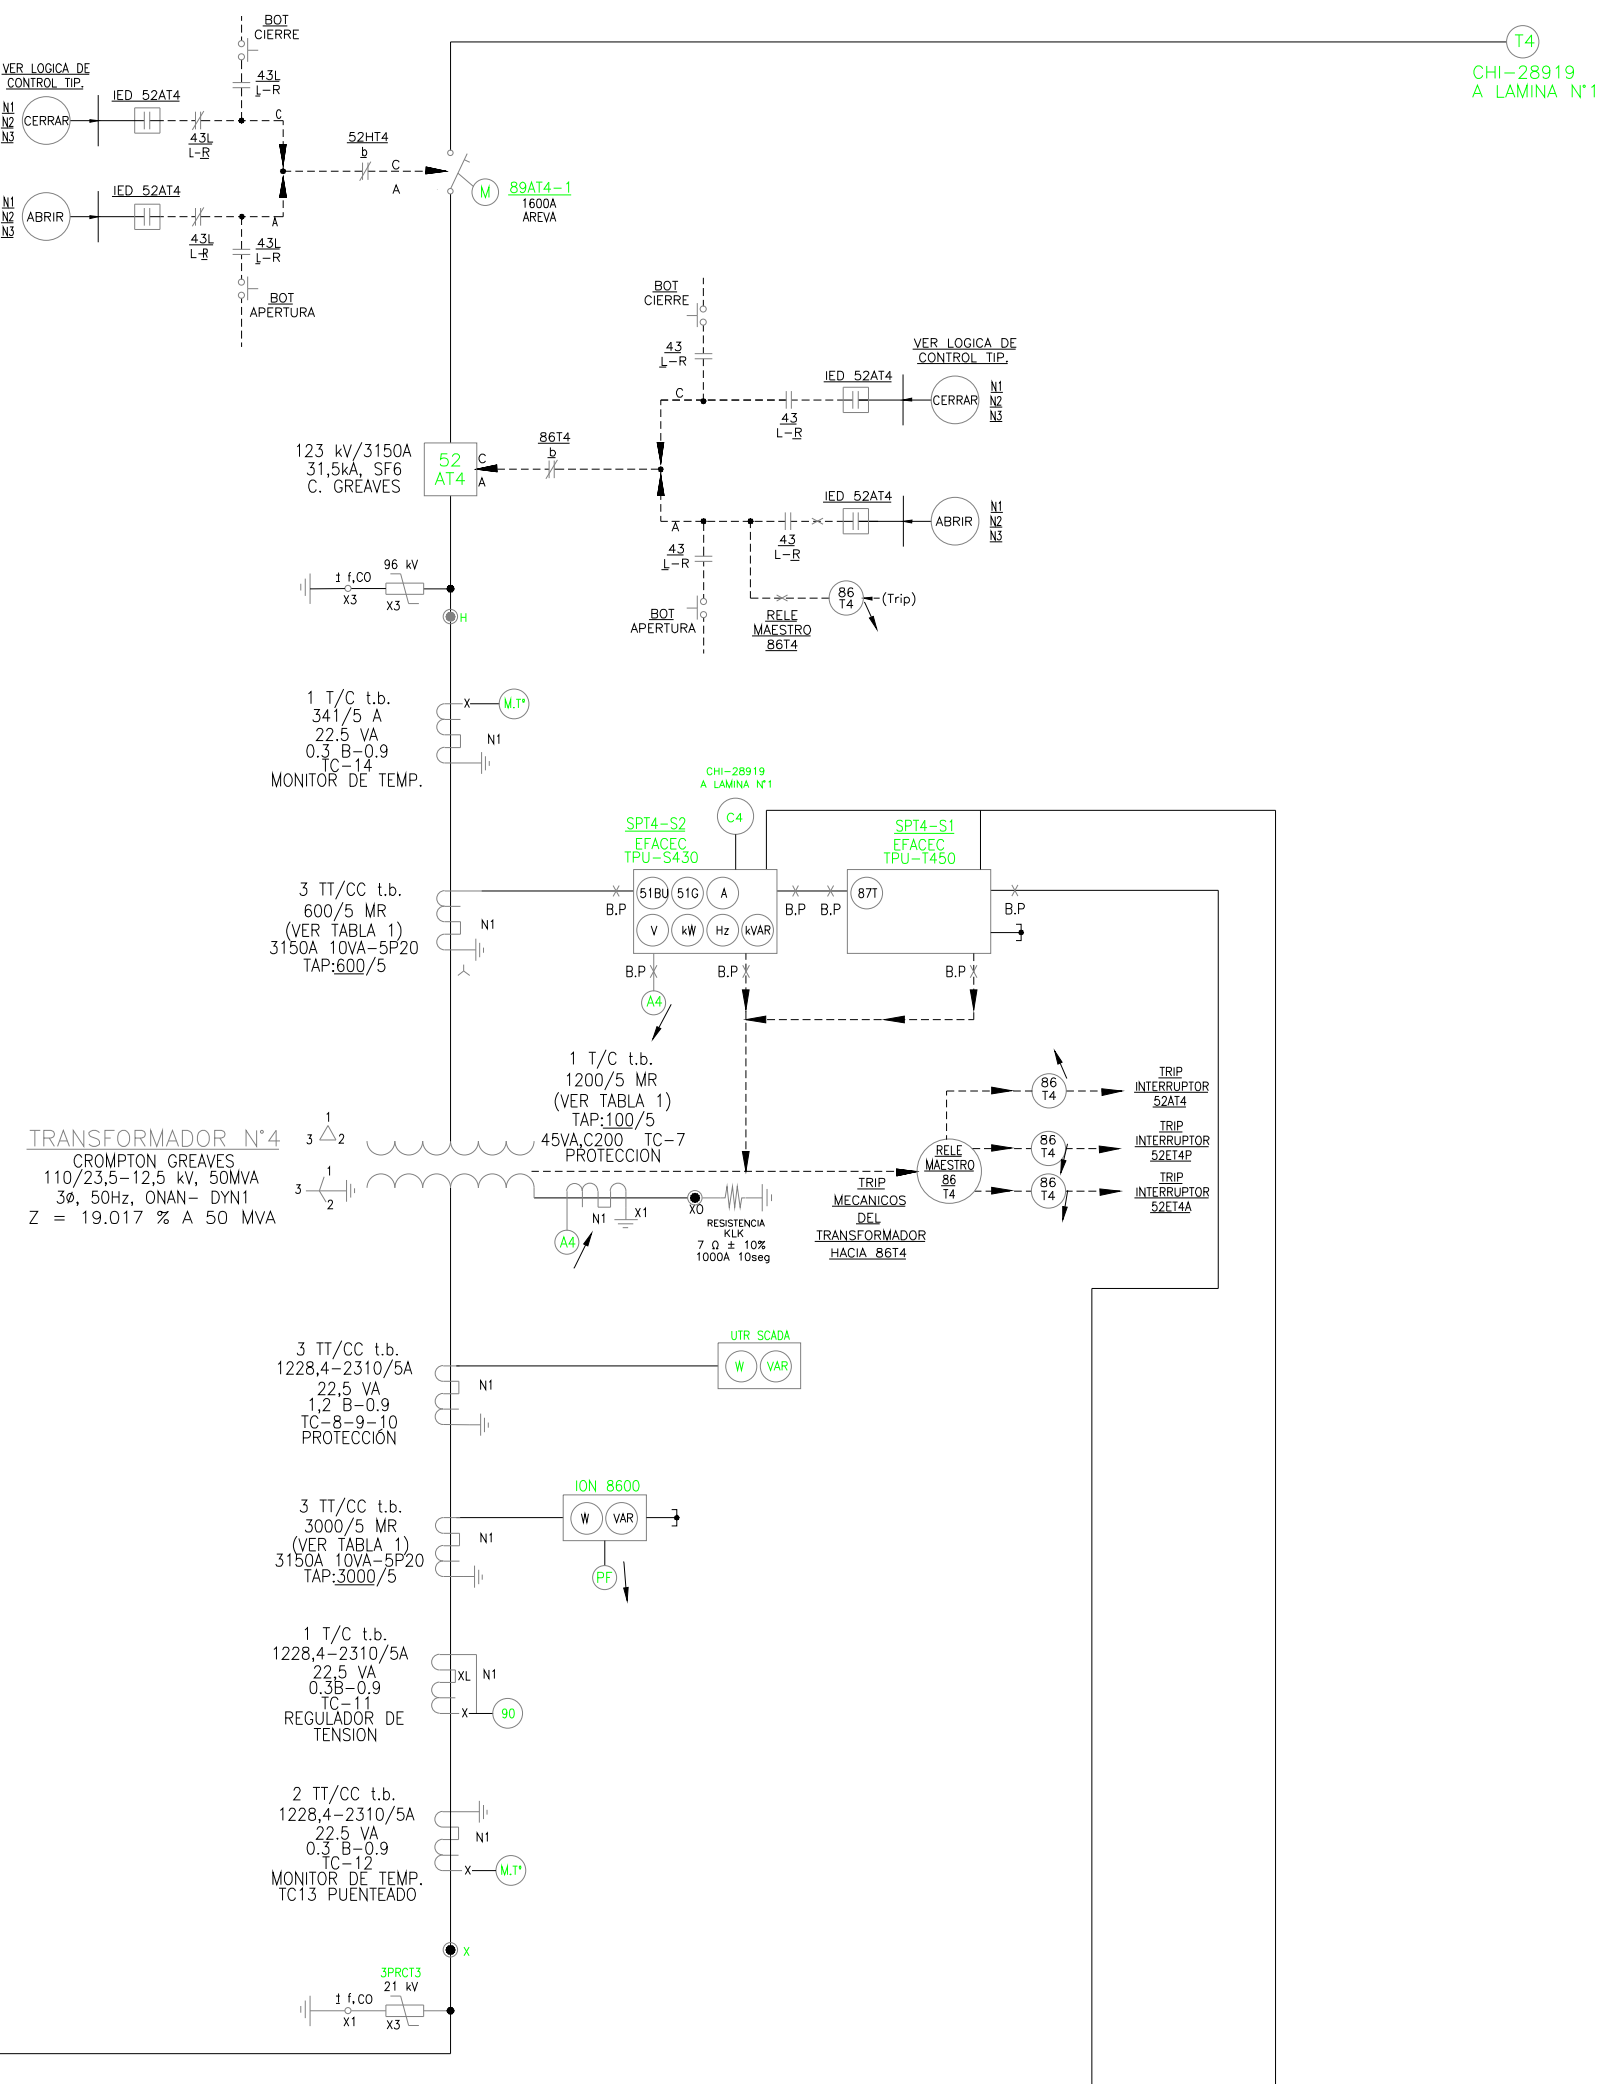 BOT
CIERRE
T4
CHI-28919
A LAMINA N°1
VER LOGICA DE
CONTROL TIP.
N1
N2
N3
CERRAR
IED 52AT4
43L
L-R
43L
L-R
C
52HT4
b
C
A
M
89AT4-1
1600A
AREVA
N1
N2
N3
ABRIR
IED 52AT4
43L
L-R
A
43L
L-R
BOT
APERTURA
BOT
CIERRE
43
L-R
VER LOGICA DE
CONTROL TIP.
IED 52AT4
CERRAR
N1
N2
N3
C
43
L-R
123 kV/3150A
31,5kA, SF6
C. GREAVES
52
AT4
C
A
86T4
b
IED 52AT4
ABRIR
N1
N2
N3
A
43
L-R
43
L-R
BOT
APERTURA
RELE
MAESTRO
86T4
86
T4
(Trip)
96 kV
1 f,CO
X3
X3
H
1 T/C t.b.
341/5 A
22.5 VA
0.3 B-0.9
TC-14
MONITOR DE TEMP.
X
M.T°
N1
CHI-28919
A LAMINA N°1
C4
SPT4-S2
EFACEC
TPU-S430
SPT4-S1
EFACEC
TPU-T450
3 TT/CC t.b.
600/5 MR
(VER TABLA 1)
3150A 10VA-5P20
TAP:600/5
N1
B.P
51BU
51G
A
V
kW
Hz
kVAR
B.P
B.P
87T
B.P
B.P
B.P
B.P
A4
1 T/C t.b.
1200/5 MR
(VER TABLA 1)
TAP:100/5
45VA,C200 TC-7
PROTECCION
TRANSFORMADOR N°4
CROMPTON GREAVES
110/23,5-12,5 kV, 50MVA
3ø, 50Hz, ONAN- DYN1
Z = 19.017 % A 50 MVA
1
3
2
1
3
2
A4
N1
X1
X0
RESISTENCIA
KLK
7 Ω ± 10%
1000A 10seg
TRIP
MECANICOS
DEL
TRANSFORMADOR
HACIA 86T4
RELE
MAESTRO
86
T4
86
T4
TRIP
INTERRUPTOR
52AT4
86
T4
TRIP
INTERRUPTOR
52ET4P
86
T4
TRIP
INTERRUPTOR
52ET4A
3 TT/CC t.b.
1228,4-2310/5A
22,5 VA
1,2 B-0.9
TC-8-9-10
PROTECCIÓN
N1
UTR SCADA
W
VAR
3 TT/CC t.b.
3000/5 MR
(VER TABLA 1)
3150A 10VA-5P20
TAP:3000/5
N1
ION 8600
W
VAR
PF
1 T/C t.b.
1228,4-2310/5A
22,5 VA
0.3B-0.9
TC-11
REGULADOR DE
TENSION
XL
N1
X
90
2 TT/CC t.b.
1228,4-2310/5A
22.5 VA
0.3 B-0.9
TC-12
MONITOR DE TEMP.
TC13 PUENTEADO
N1
X
M.T°
X
3PRCT3
21 kV
1 f,CO
X1
X3